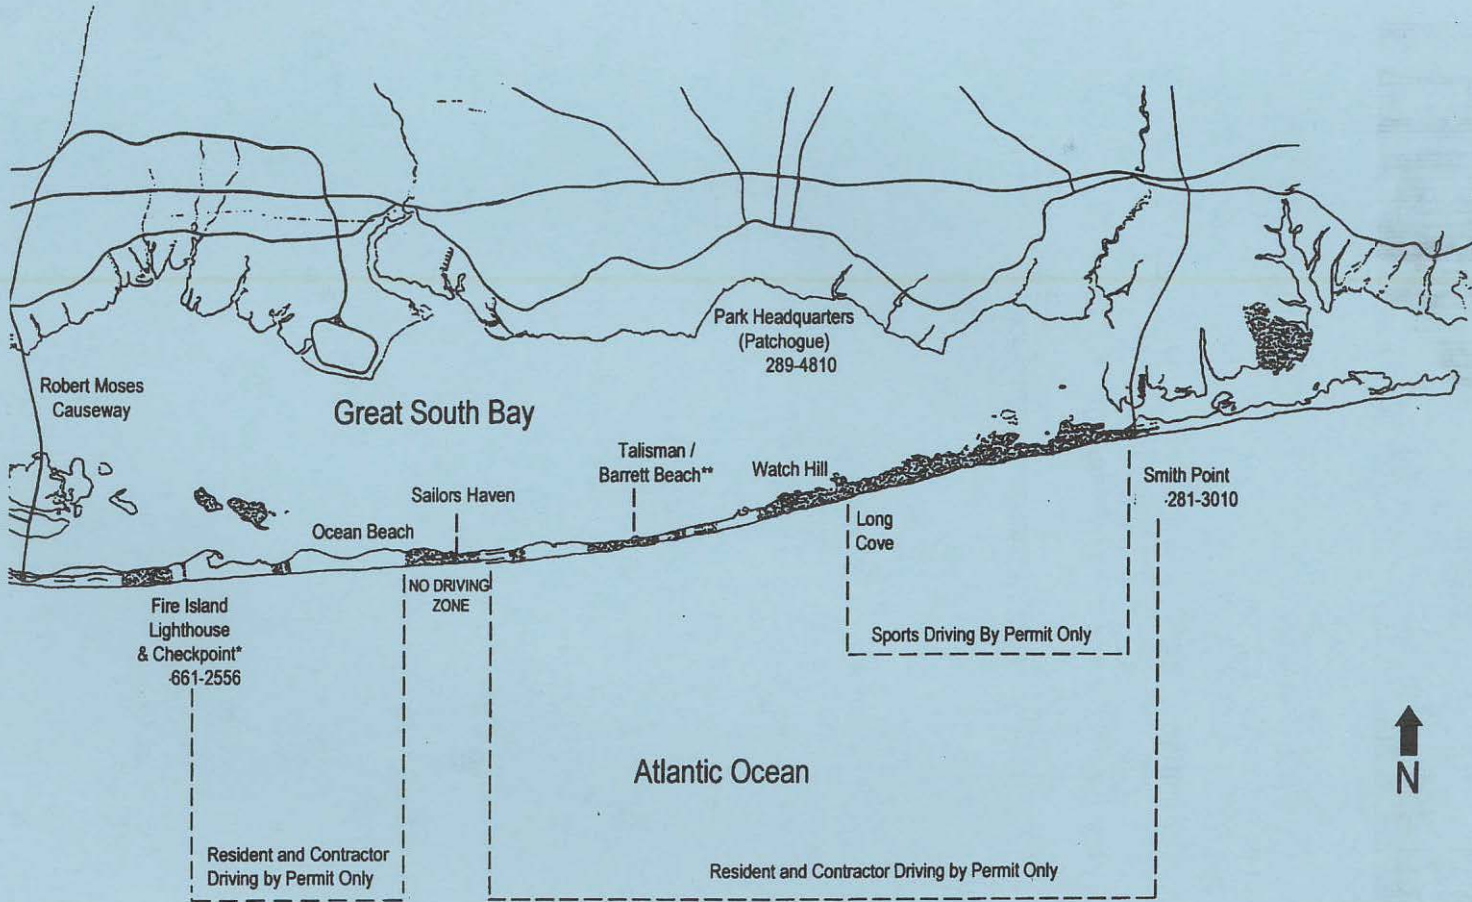 Park Headquarters
(Patchogue)
289-4810
Robert Moses
Causeway
Great South Bay
Talisman /
Barrett Beach**
Watch Hill
Smith Point
281-3010
Sailors Haven
Ocean Beach
Long
Cove
NO DRIVING
ZONE
Fire Island
Lighthouse
& Checkpoint*
661-2556
Sports Driving By Permit Only
Atlantic Ocean
N
Resident and Contractor
Driving by Permit Only
Resident and Contractor Driving by Permit Only